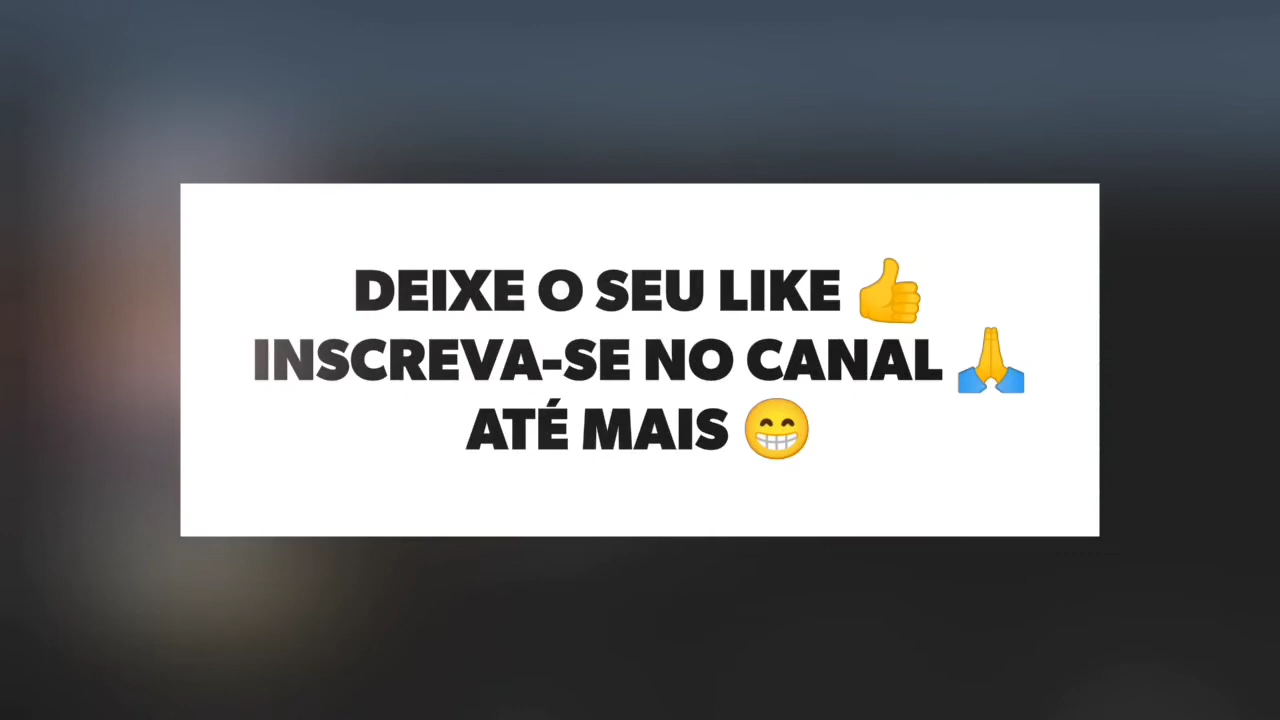 DEIXE O SEU LIKE 👍
INSCREVA-SE NO CANAL 🙏
ATÉ MAIS 😁